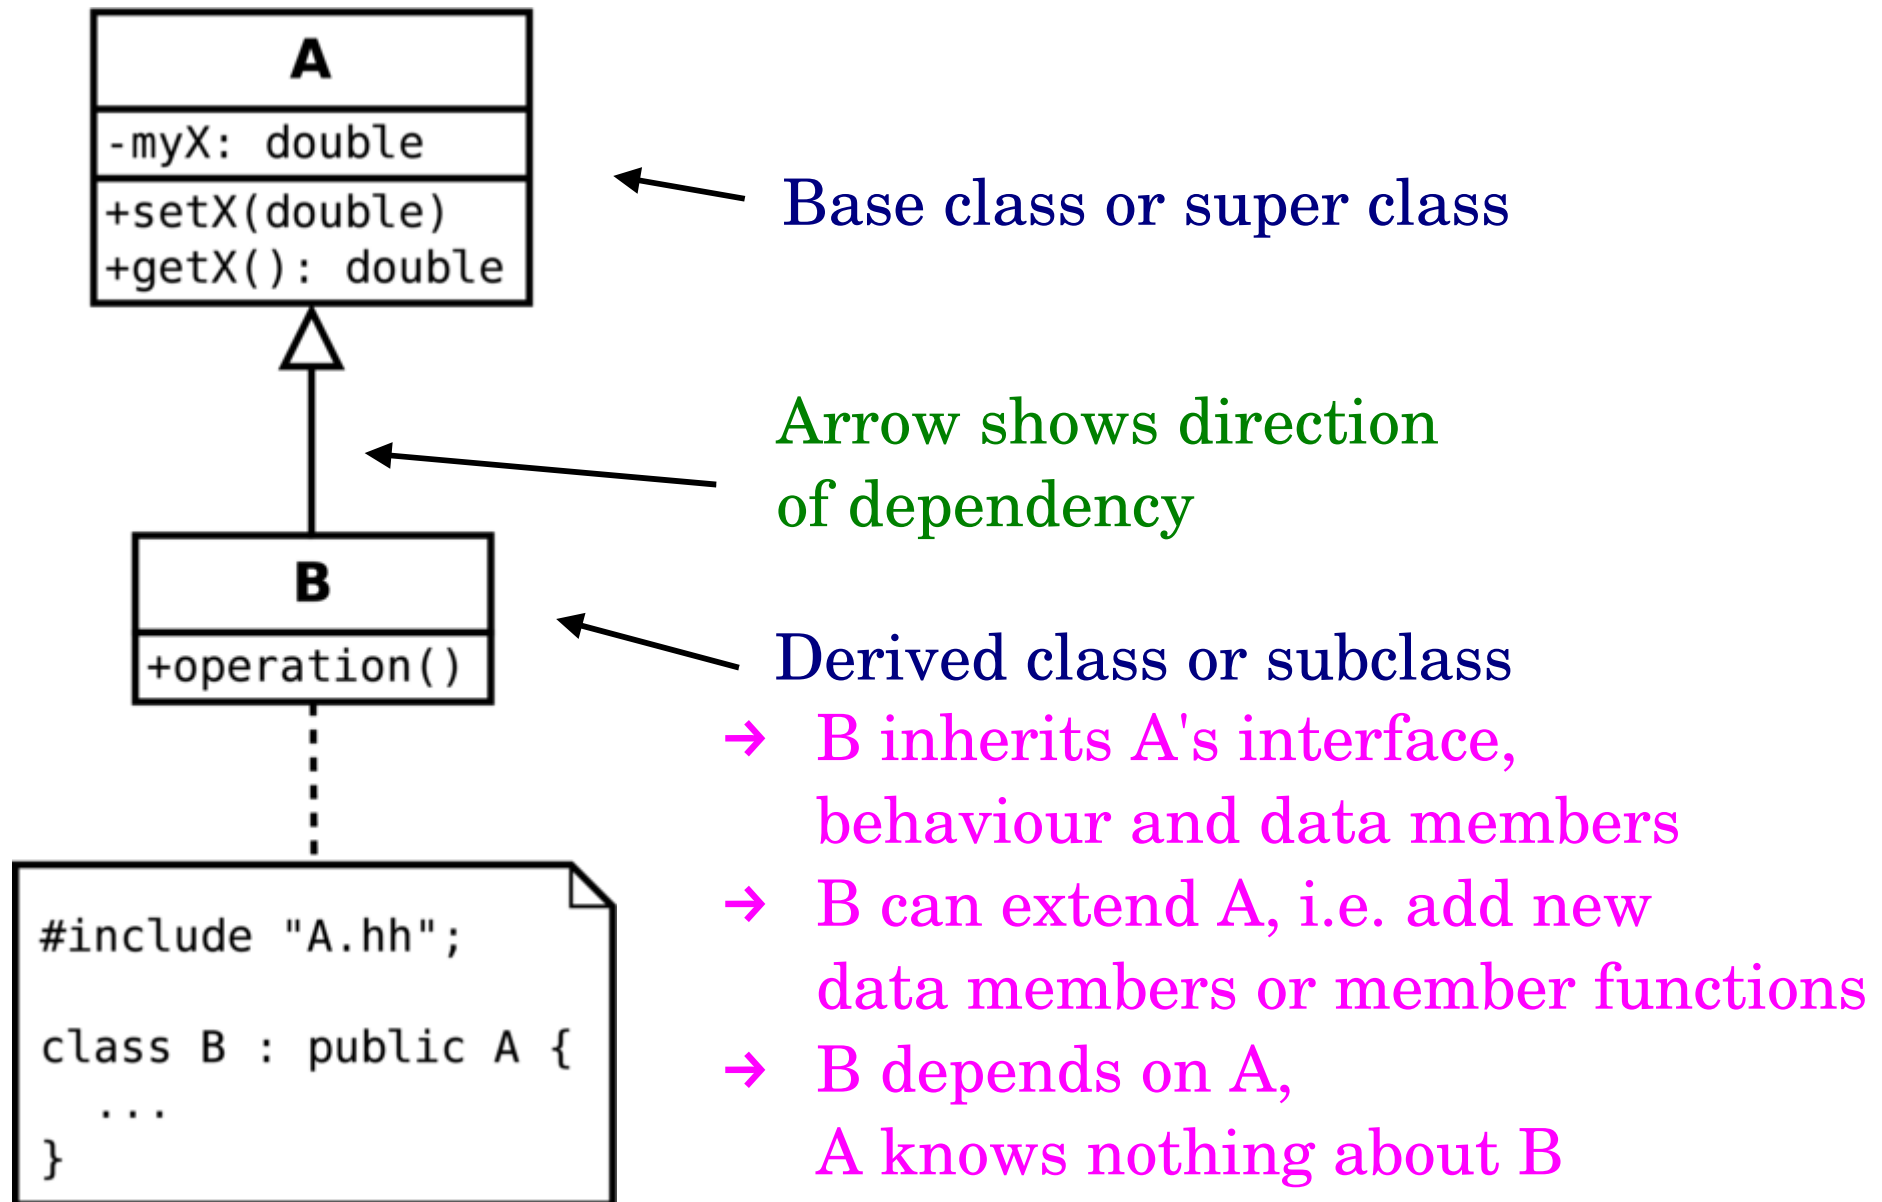 A
-myX: double
+setX(double)
+getX(): double
Base class or super class
Arrow shows direction
of dependency
B
+operation()
Derived class or subclass
→ B inherits A's interface,
behaviour and data members
→ B can extend A, i.e. add new
data members or member functions
→ B depends on A,
A knows nothing about B
#include "A.hh";
class B : public A {
...
}